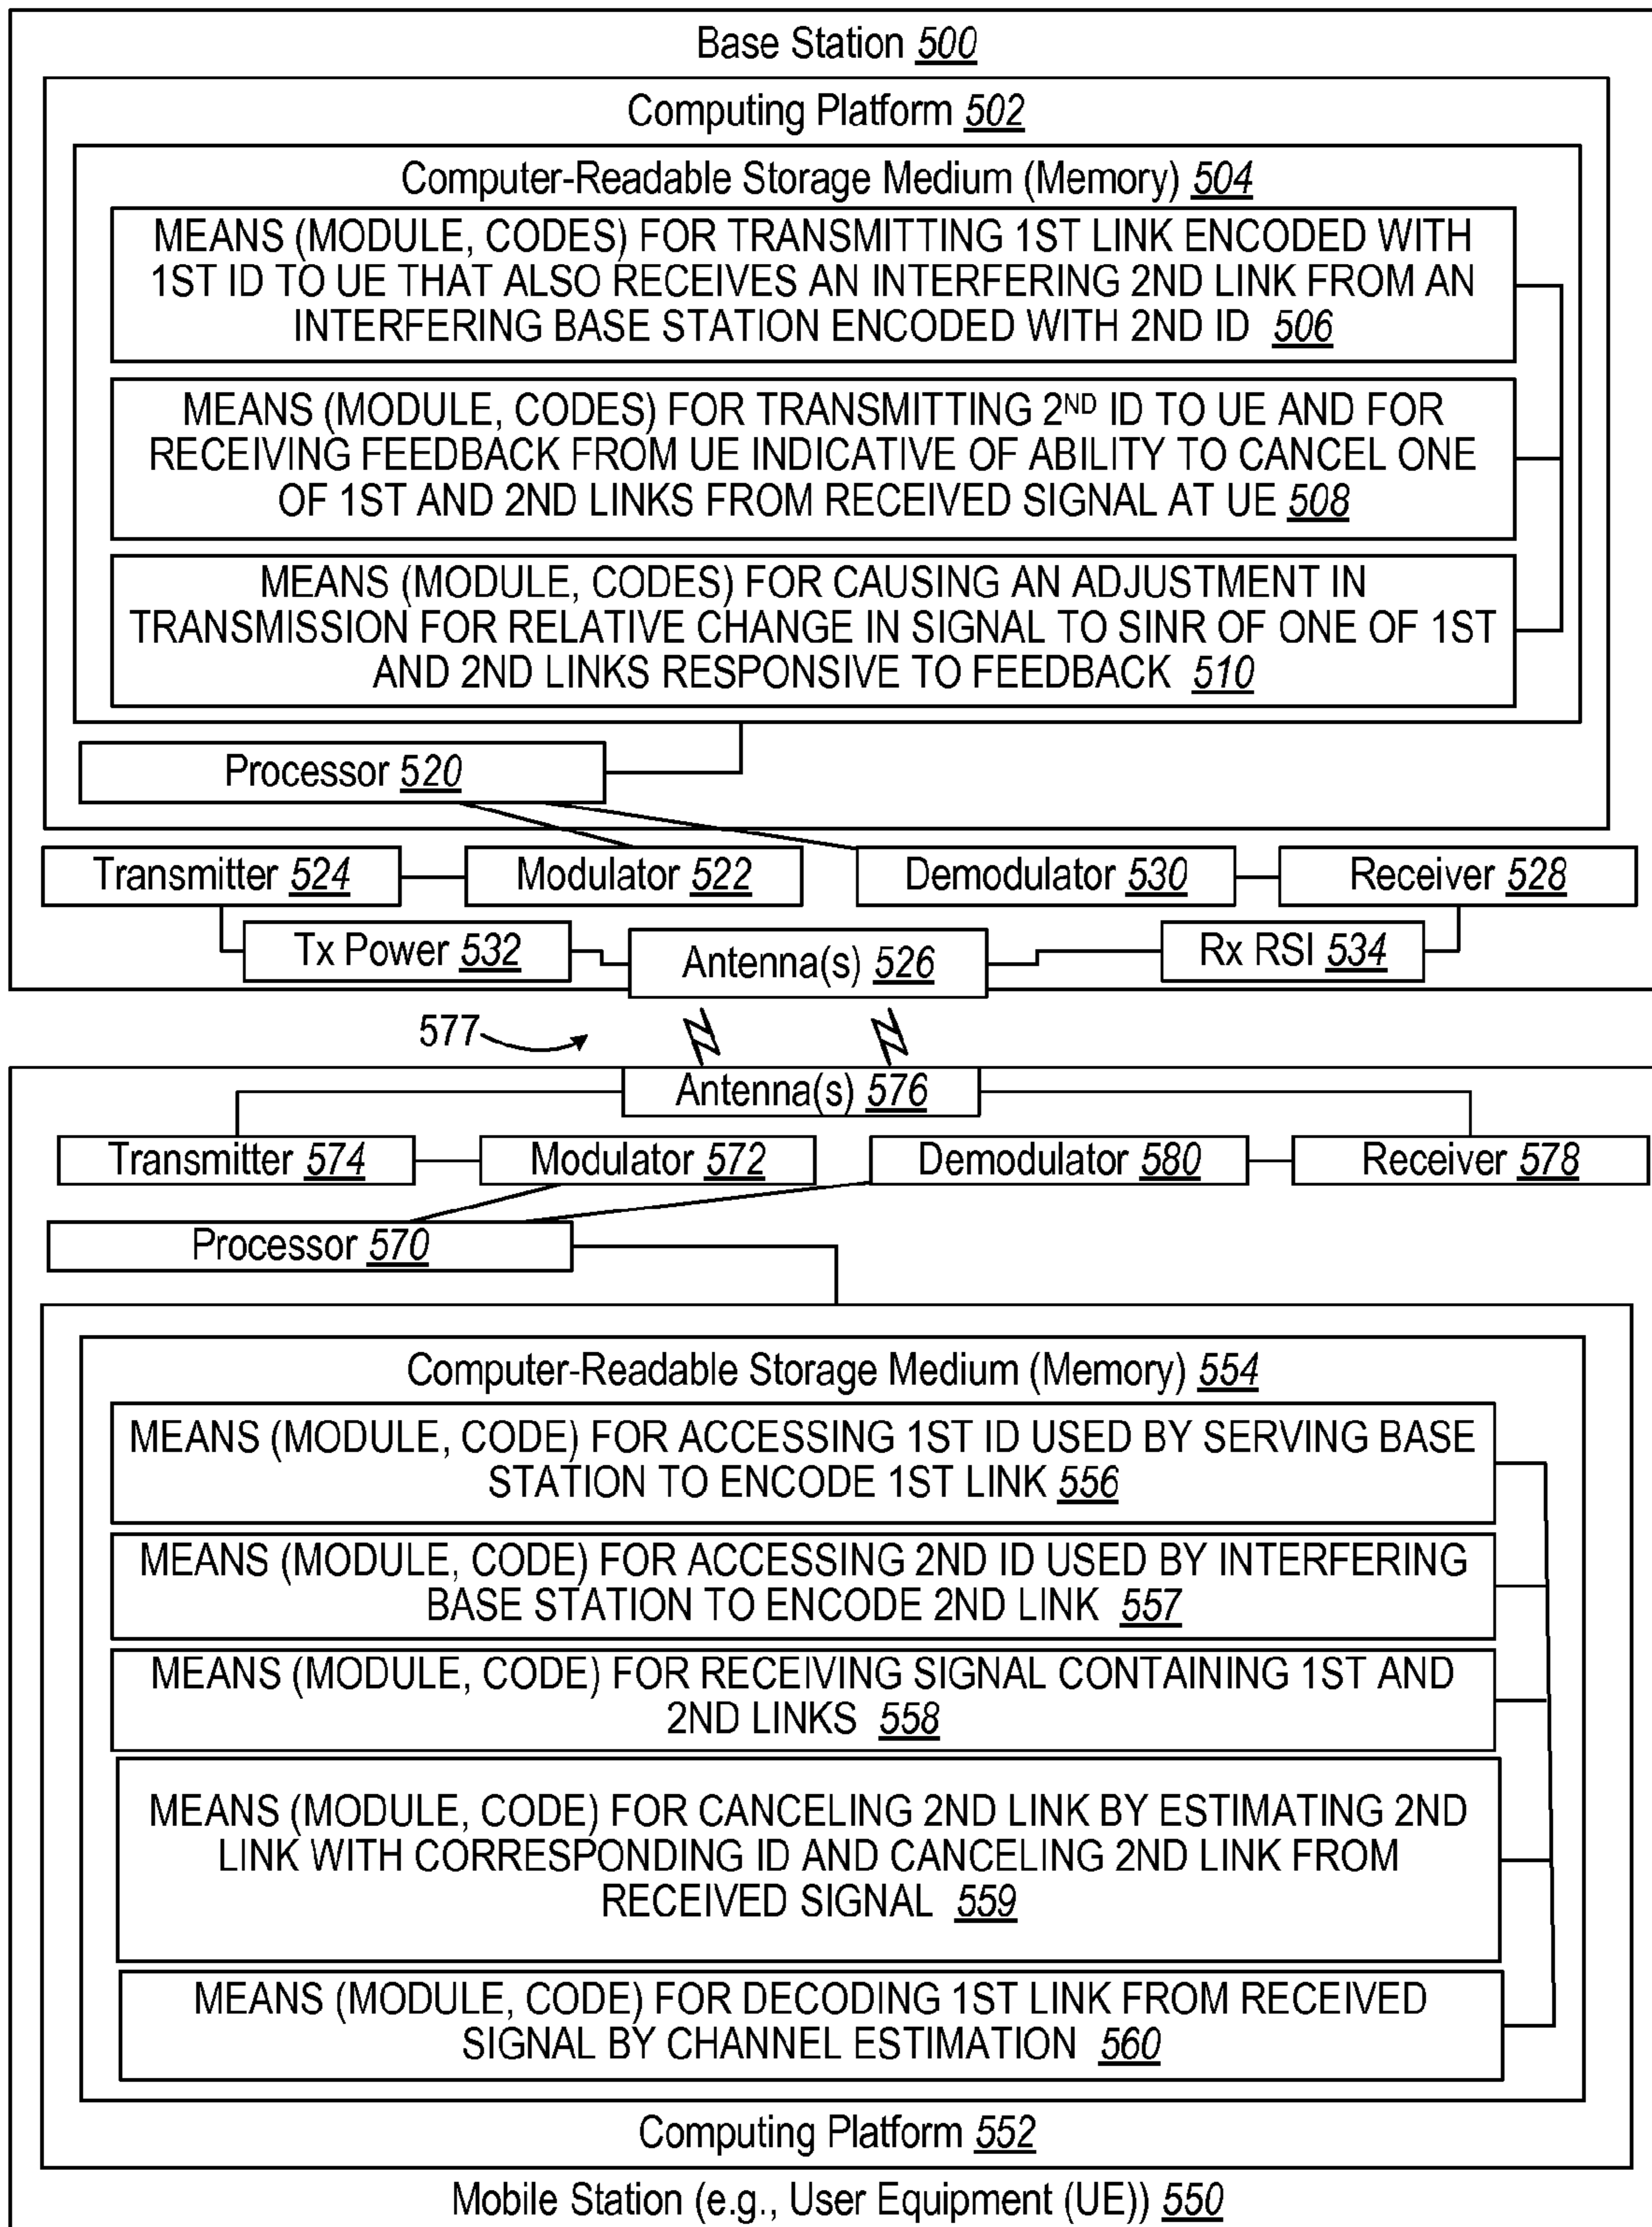 Base Station 500
Computing Platform 502
Computer-Readable Storage Medium (Memory) 504
MEANS (MODULE, CODES) FOR TRANSMITTING 1ST LINK ENCODED WITH
1ST ID TO UE THAT ALSO RECEIVES AN INTERFERING 2ND LINK FROM AN
INTERFERING BASE STATION ENCODED WITH 2ND ID 506
MEANS (MODULE, CODES) FOR TRANSMITTING 2ND ID TO UE AND FOR
RECEIVING FEEDBACK FROM UE INDICATIVE OF ABILITY TO CANCEL ONE
OF 1ST AND 2ND LINKS FROM RECEIVED SIGNAL AT UE 508
MEANS (MODULE, CODES) FOR CAUSING AN ADJUSTMENT IN
TRANSMISSION FOR RELATIVE CHANGE IN SIGNAL TO SINR OF ONE OF 1ST
AND 2ND LINKS RESPONSIVE TO FEEDBACK 510
Processor 520
Transmitter 524
Modulator 522
Demodulator 530
Receiver 528
Tx Power 532
Antenna(s) 526
Rx RSI 534
577
Antenna(s) 576
Transmitter 574
Modulator 572
Demodulator 580
Receiver 578
Processor 570
Computer-Readable Storage Medium (Memory) 554
MEANS (MODULE, CODE) FOR ACCESSING 1ST ID USED BY SERVING BASE
STATION TO ENCODE 1ST LINK 556
MEANS (MODULE, CODE) FOR ACCESSING 2ND ID USED BY INTERFERING
BASE STATION TO ENCODE 2ND LINK 557
MEANS (MODULE, CODE) FOR RECEIVING SIGNAL CONTAINING 1ST AND
2ND LINKS 558
MEANS (MODULE, CODE) FOR CANCELING 2ND LINK BY ESTIMATING 2ND
LINK WITH CORRESPONDING ID AND CANCELING 2ND LINK FROM
RECEIVED SIGNAL 559
MEANS (MODULE, CODE) FOR DECODING 1ST LINK FROM RECEIVED
SIGNAL BY CHANNEL ESTIMATION 560
Computing Platform 552
Mobile Station (e.g., User Equipment (UE)) 550